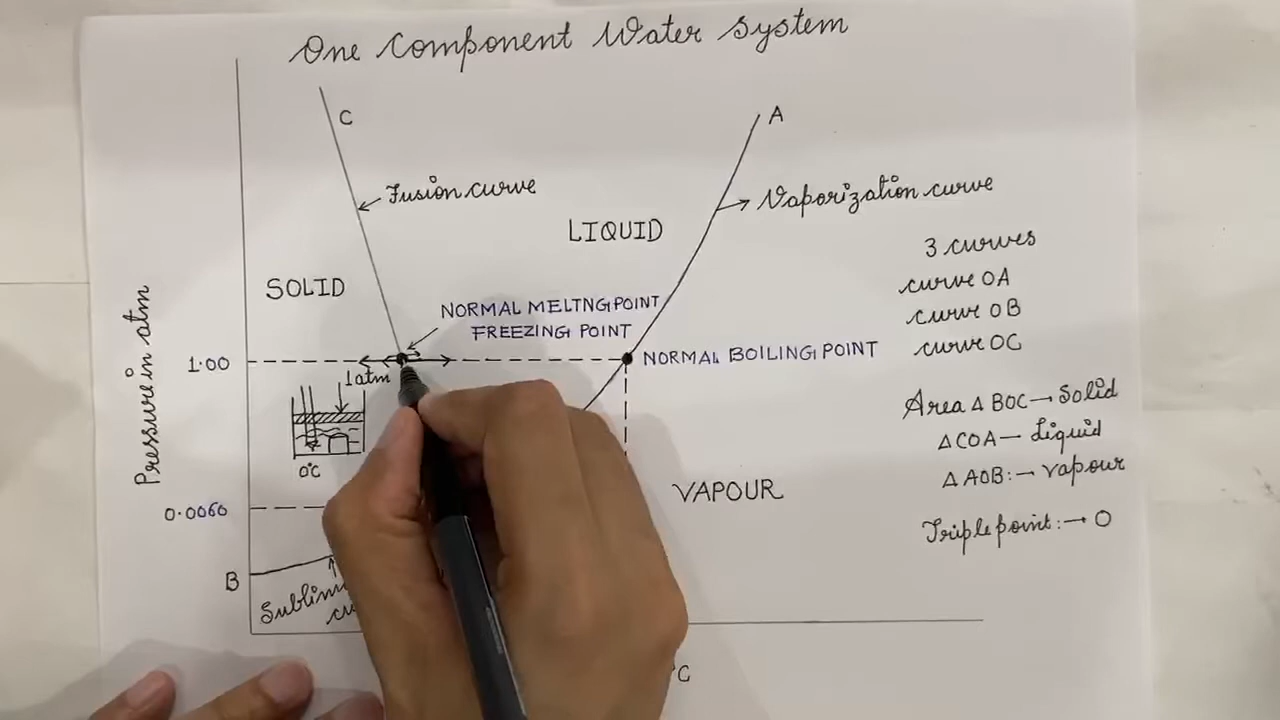 One Component Water System
C
A
Fusion curve
Vaporization curve
LIQUID
3 curves
curve OA
SOLID
curve OB
NORMAL MELTNG POINT
FREEZING POINT
curve OC
Pressure in atm
1.00
NORMAL BOILING POINT
1atm
Area Δ BOC → Solid
Δ COA — Liquid
0°C
Δ AOB: → Vapour
VAPOUR
0.0060
Triple point: → O
B
C